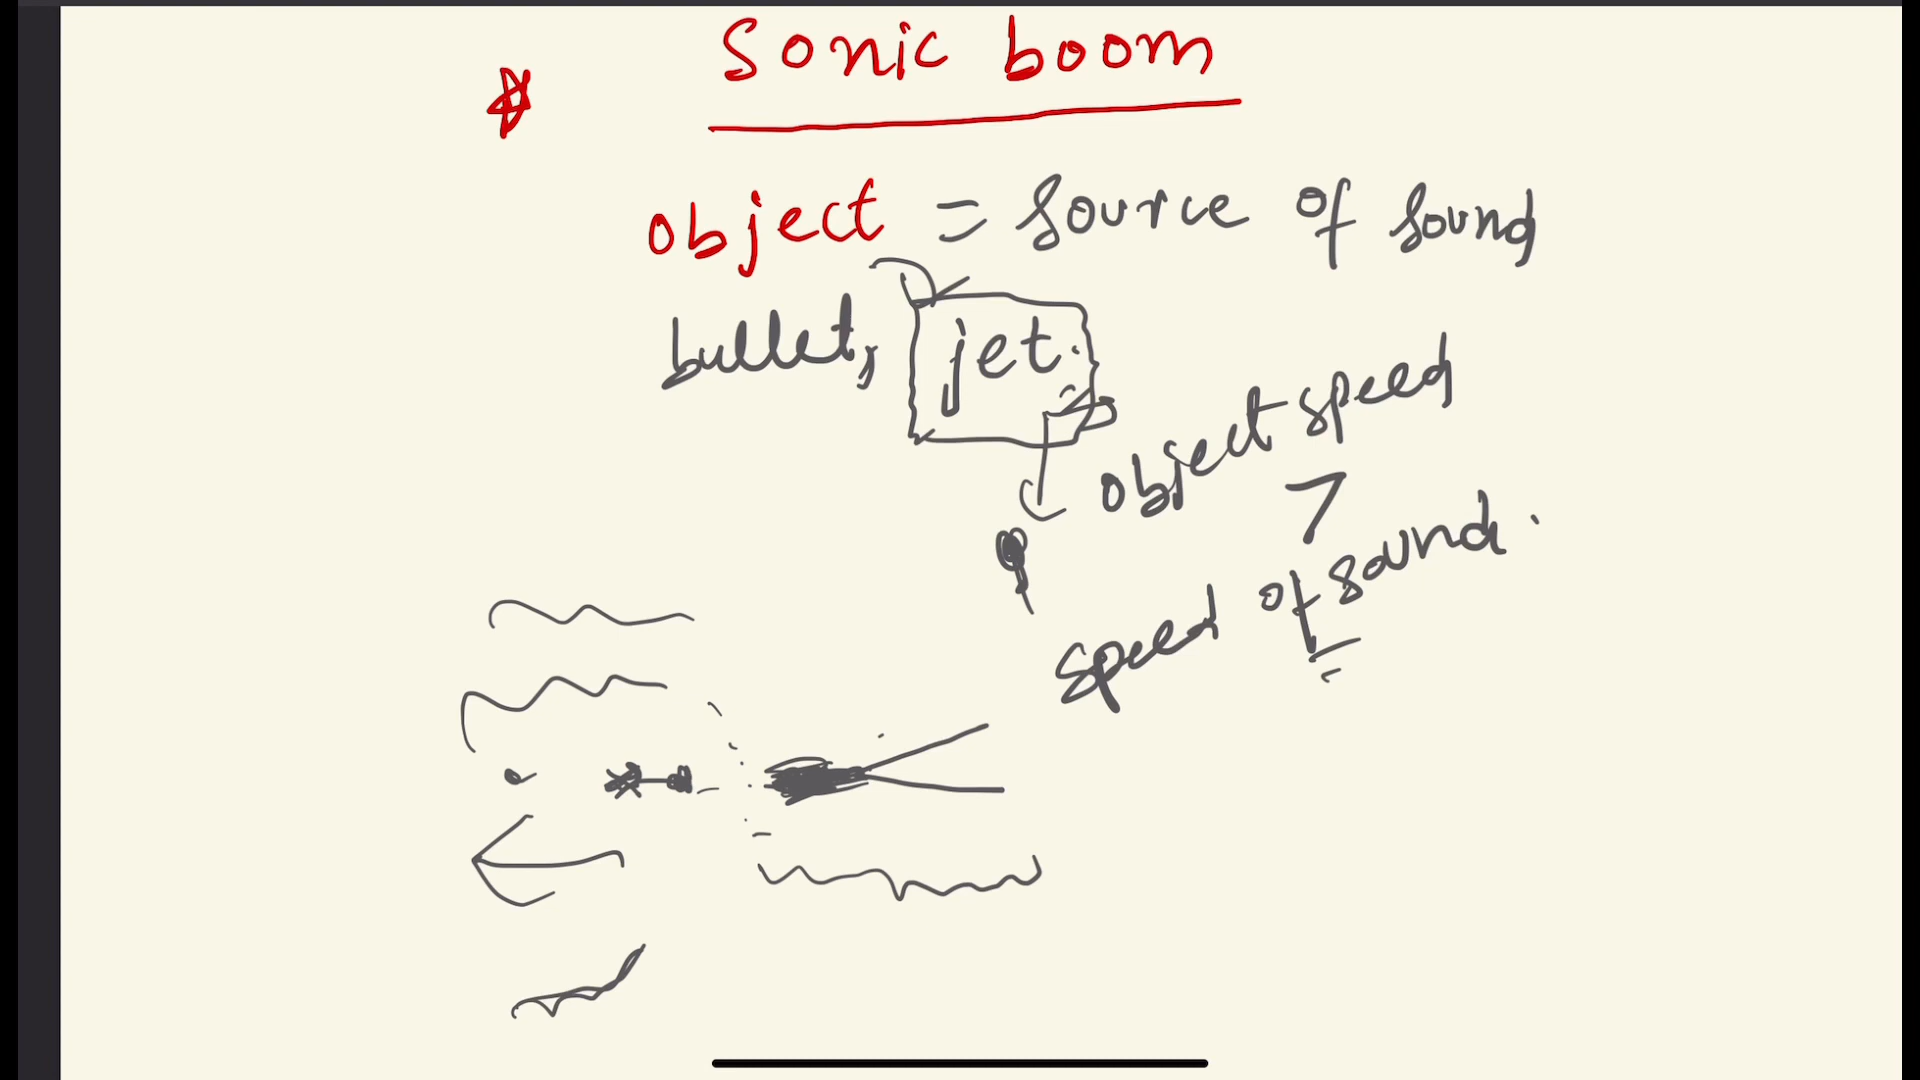 Sonic boom
object = source of sound
bullet, jet.
object speed
>
speed of sound.